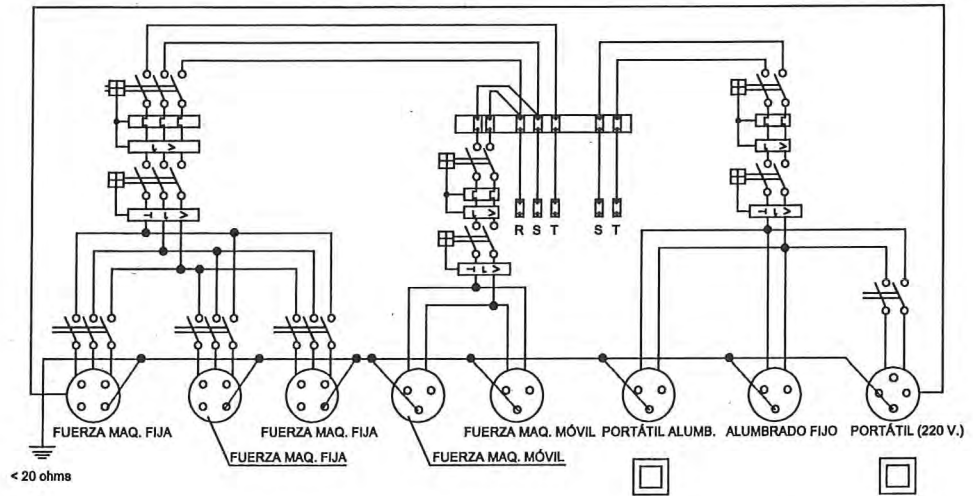 R S T S T
FUERZA MAQ. FIJA FUERZA MAQ. FIJA FUERZA MAQ. MÓVIL PORTÁTIL ALUMB. ALUMBRADO FIJO PORTÁTIL (220 V.)
FUERZA MAQ. FIJA FUERZA MAQ. MÓVIL
< 20 ohms